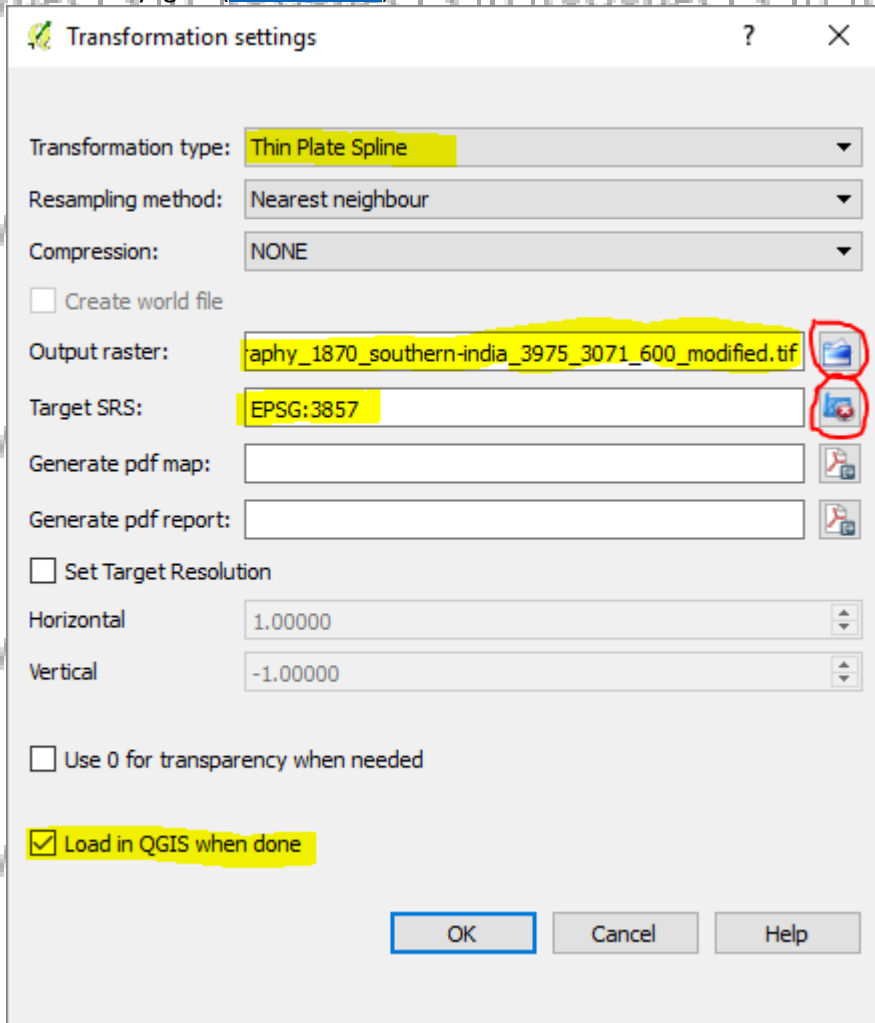 Transformation settings ?
Transformation type: Thin Plate Spline
Resampling method: Nearest neighbour
Compression: NONE
Create world file
Output raster: raphy_1870_southern-india_3975_3071_600_modified.tif
Target SRS: EPSG:3857
Generate pdf map:
Generate pdf report:
Set Target Resolution
Horizontal 1.00000
Vertical -1.00000
Use 0 for transparency when needed
Load in QGIS when done
OK Cancel Help